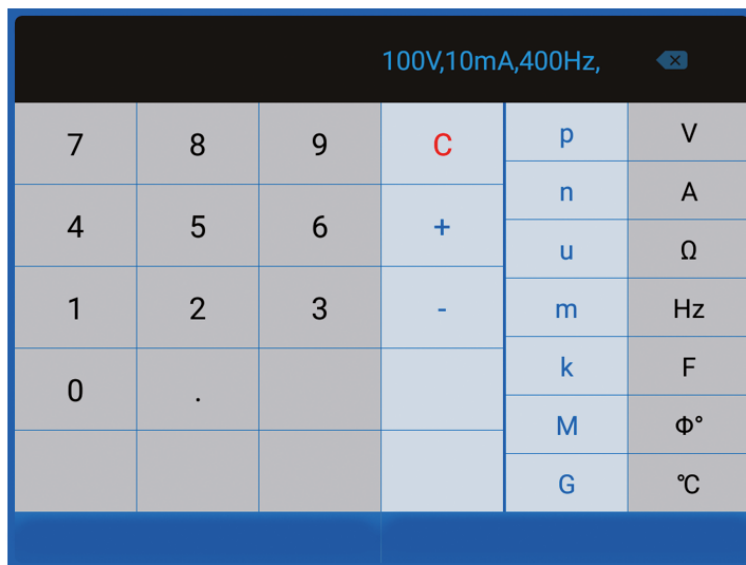 100V,10mA,400Hz,
7 8 9 C p V
n A
4 5 6 + u Ω
1 2 3 - m Hz
k F
0 . M Φ°
G ℃